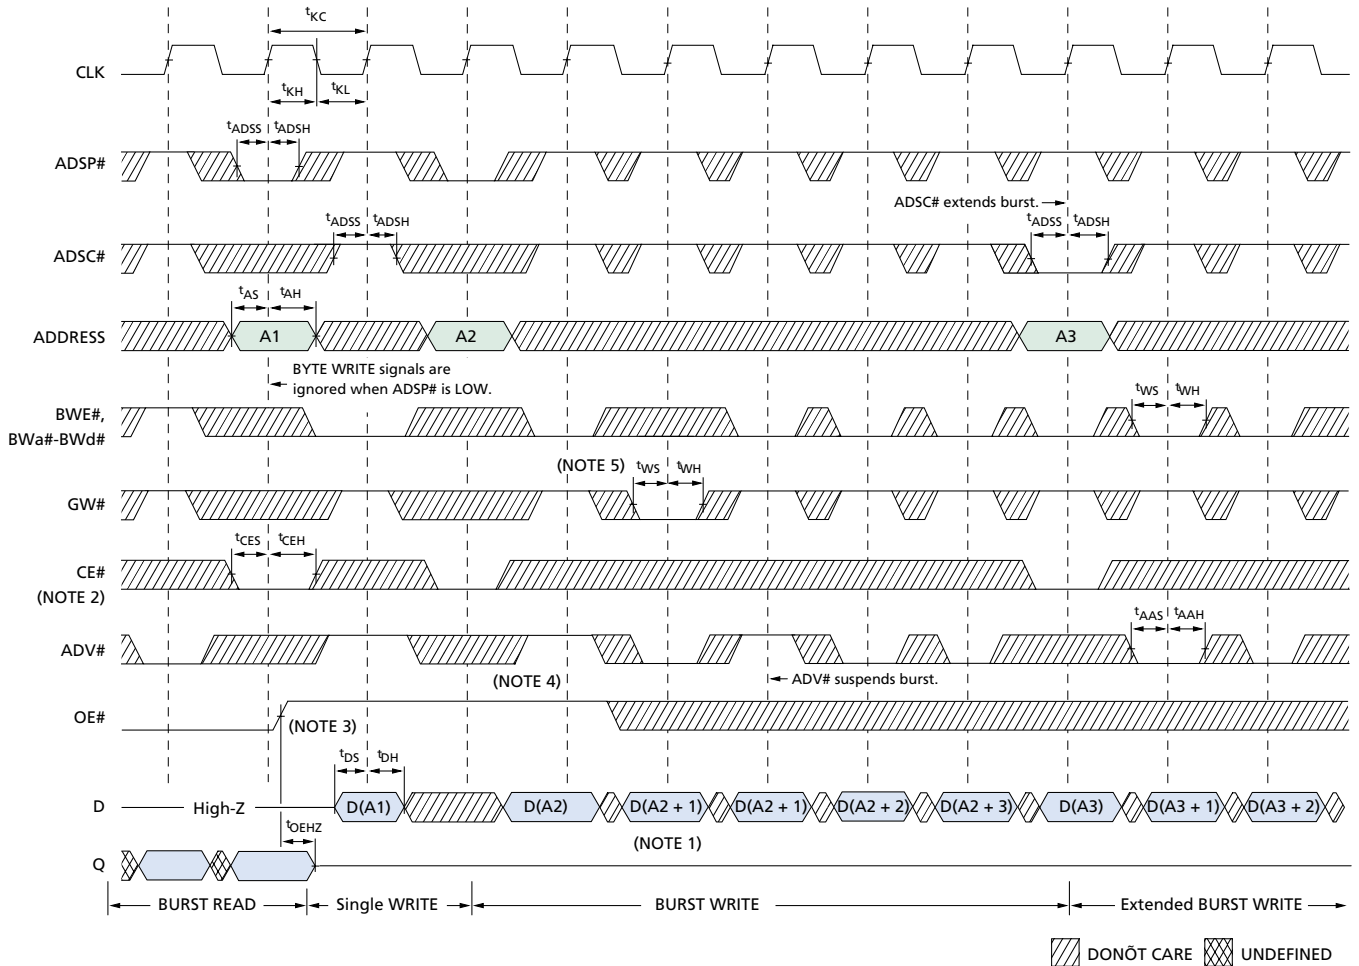 tKC
CLK
tKH
tKL
tADSS
tADSH
ADSP#
ADSC# extends burst.
tADSS
tADSH
tADSS
tADSH
ADSC#
tAS
tAH
ADDRESS
A1
A2
A3
BYTE WRITE signals are
ignored when ADSP# is LOW.
BWE#,
BWa#-BWd#
tWS
tWH
(NOTE 5)
tWS
tWH
GW#
tCES
tCEH
CE#
(NOTE 2)
tAAS
tAAH
ADV#
(NOTE 4)
ADV# suspends burst.
OE#
(NOTE 3)
tDS
tDH
D
High-Z
D(A1)
D(A2)
D(A2 + 1)
D(A2 + 1)
D(A2 + 2)
D(A2 + 3)
D(A3)
D(A3 + 1)
D(A3 + 2)
tOEHZ
(NOTE 1)
Q
BURST READ
Single WRITE
BURST WRITE
Extended BURST WRITE
DONÕT CARE
UNDEFINED